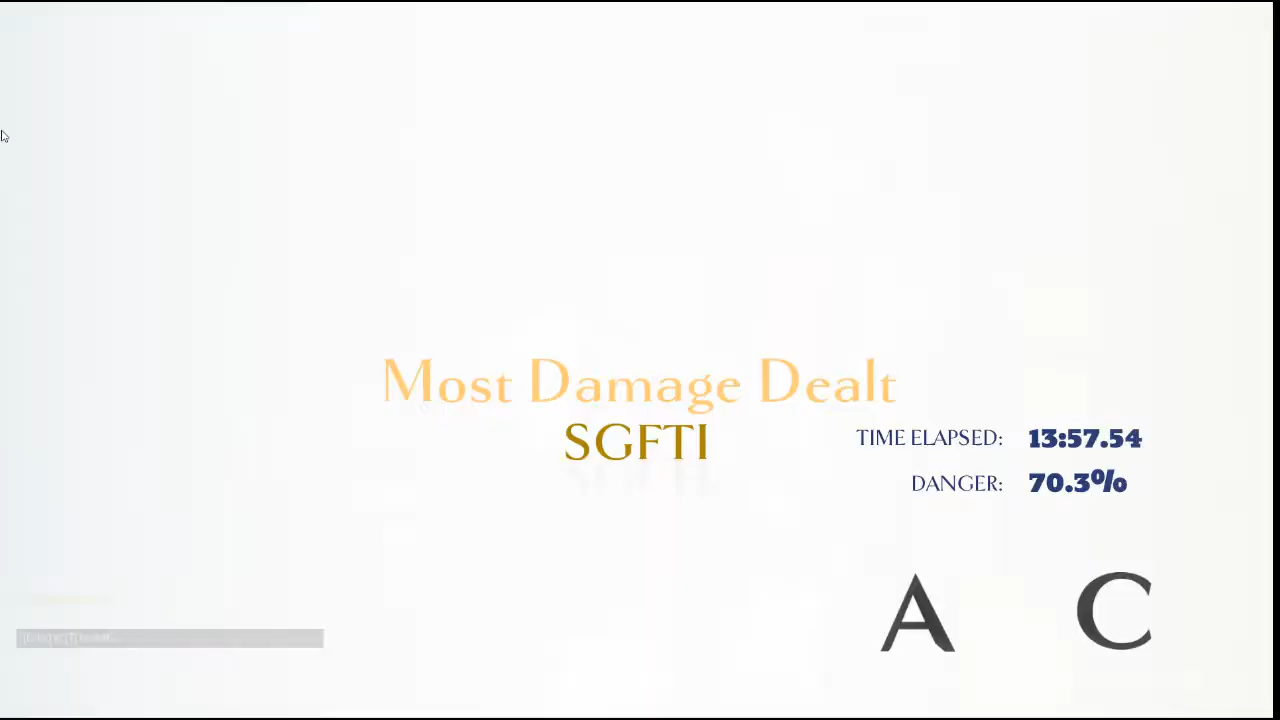 Most Damage Dealt
SGFTI
TIME ELAPSED: 13:57.54
DANGER: 70.3%
A C